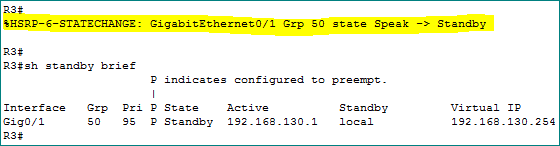 R3#
%HSRP-6-STATECHANGE: GigabitEthernet0/1 Grp 50 state Speak -> Standby
R3#
R3#sh standby brief
                     P indicates configured to preempt.
                     |
Interface   Grp  Pri P State    Active          Standby         Virtual IP
Gig0/1      50   95  P Standby  192.168.130.1   local           192.168.130.254
R3#